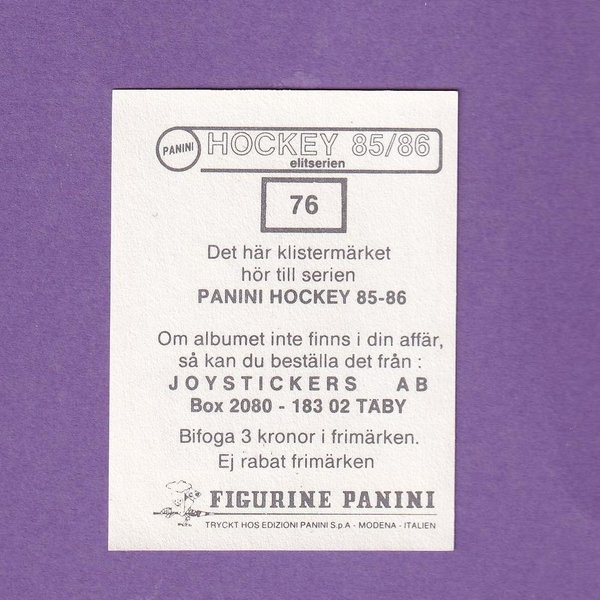 PANINI HOCKEY 85/86
elitserien
76
Det här klistermärket
hör till serien
PANINI HOCKEY 85-86
Om albumet inte finns i din affär,
så kan du beställa det från :
JOYSTICKERS AB
Box 2080 - 183 02 TÄBY
Bifoga 3 kronor i frimärken.
Ej rabat frimärken
FIGURINE PANINI
TRYCKT HOS EDIZIONI PANINI S.p.A - MODENA - ITALIEN